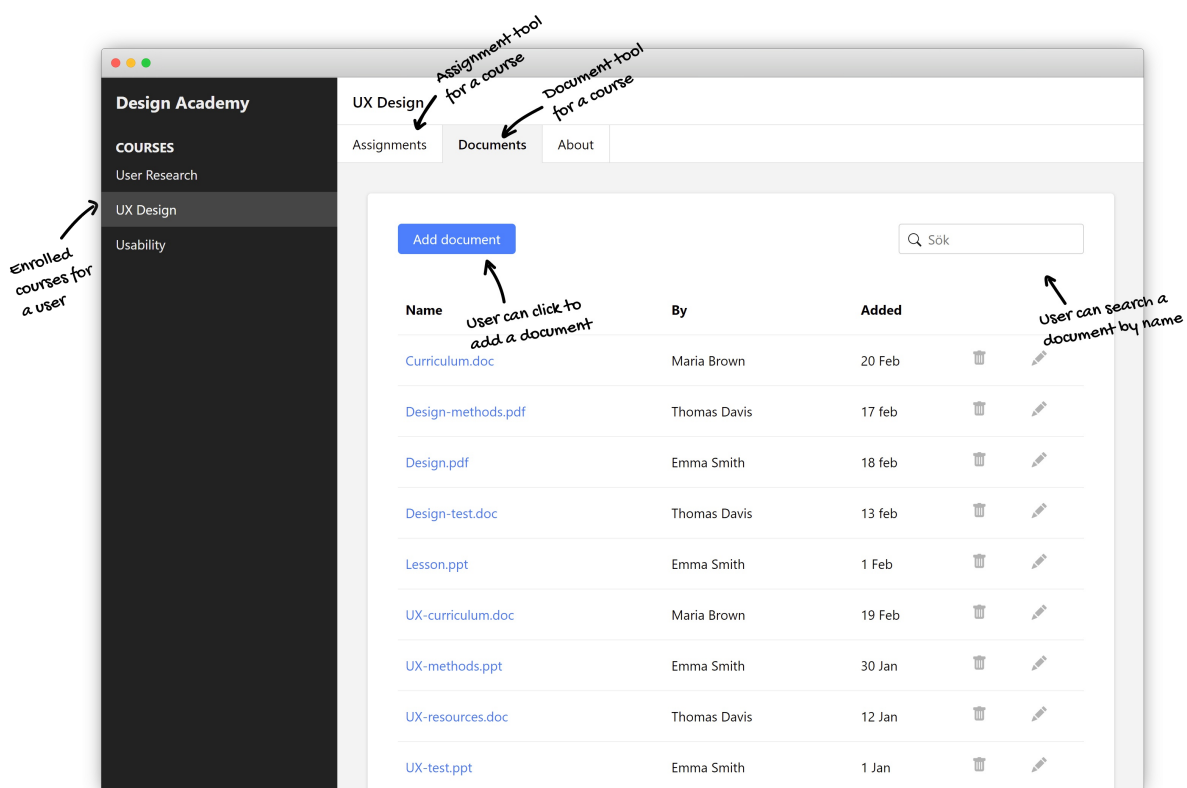 Assignment tool
for a course
Document tool
for a course
Design Academy
UX Design
Assignments
Documents
About
COURSES
User Research
UX Design
Usability
Enrolled
courses for
a user
Add document
Sök
User can click to
add a document
User can search a
document by name
Name By Added
Curriculum.doc Maria Brown 20 Feb
Design-methods.pdf Thomas Davis 17 feb
Design.pdf Emma Smith 18 feb
Design-test.doc Thomas Davis 13 feb
Lesson.ppt Emma Smith 1 Feb
UX-curriculum.doc Maria Brown 19 Feb
UX-methods.ppt Emma Smith 30 Jan
UX-resources.doc Thomas Davis 12 Jan
UX-test.ppt Emma Smith 1 Jan